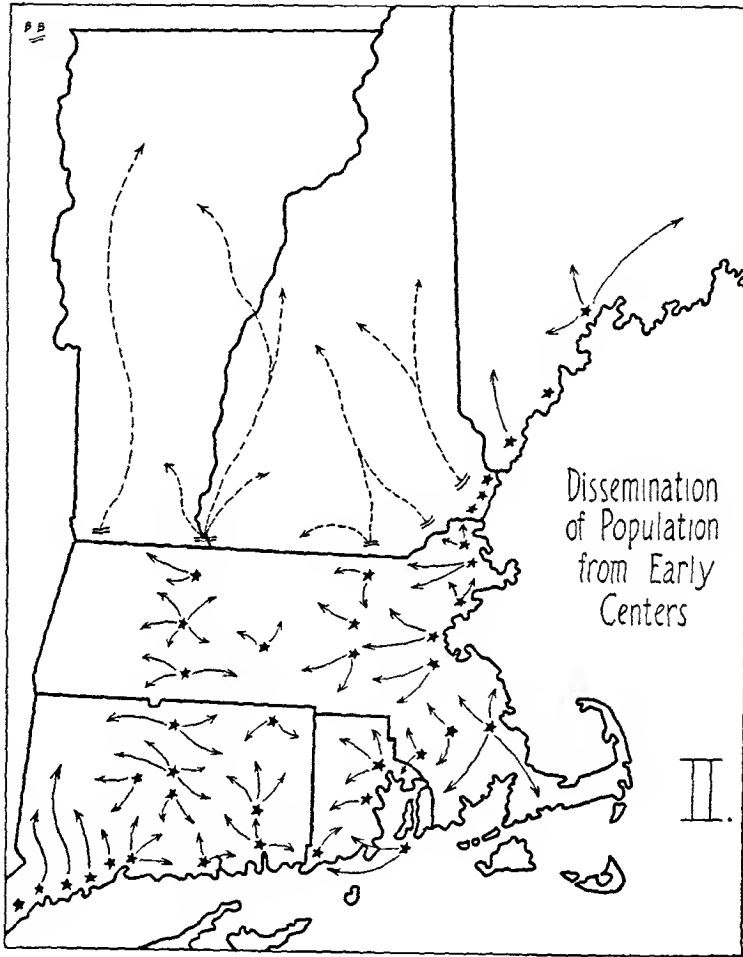 B B
Dissemination
of Population
from Early
Centers
II.